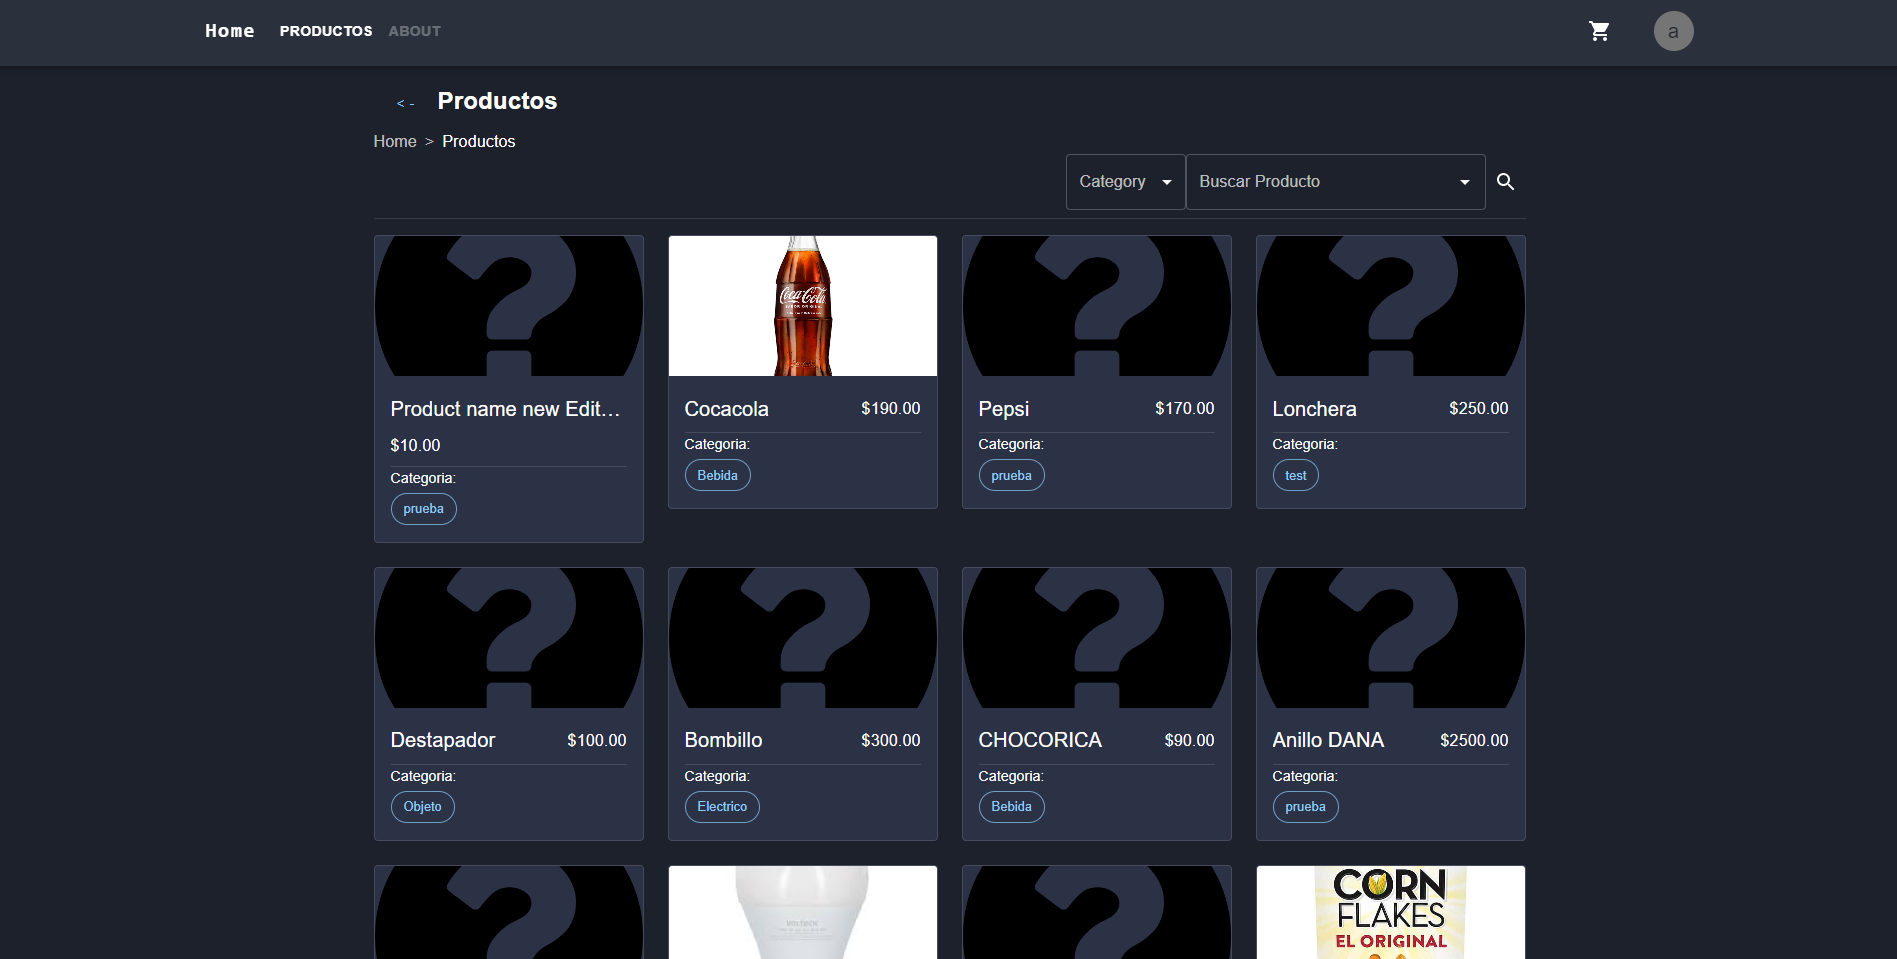 Home PRODUCTOS ABOUT a
< - Productos
Home > Productos
Category Buscar Producto
Coca-Cola
SABOR ORIGINAL
Product name new Edit...
$10.00
Categoria:
prueba
Cocacola $190.00
Categoria:
Bebida
Pepsi $170.00
Categoria:
prueba
Lonchera $250.00
Categoria:
test
Destapador $100.00
Categoria:
Objeto
Bombillo $300.00
Categoria:
Electrico
CHOCORICA $90.00
Categoria:
Bebida
Anillo DANA $2500.00
Categoria:
prueba
CORN
FLAKES
EL ORIGINAL